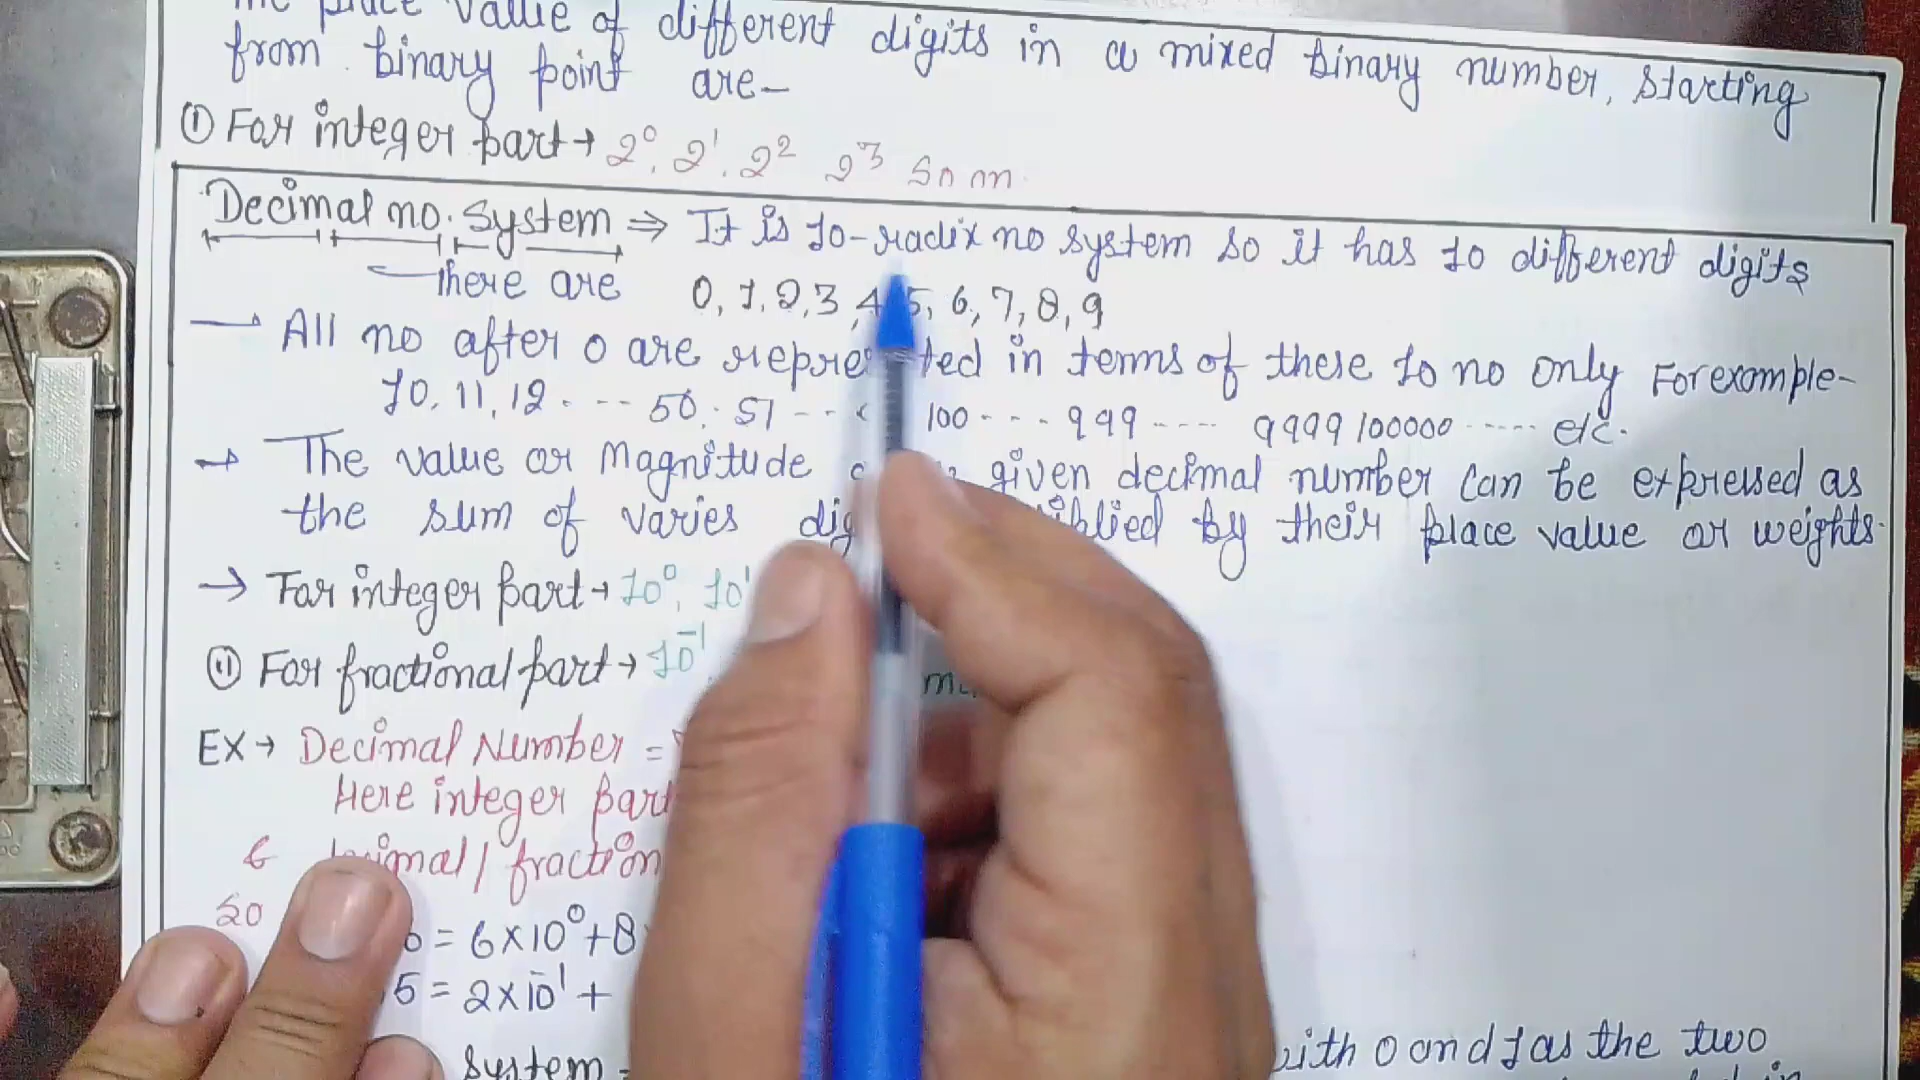 place value of different digits in a mixed binary number, starting
from binary point are-
① For integer part → 2⁰, 2¹, 2² 2³ So on.
Decimal no. System ⇒ It is 10-radix no system so it has 10 different digits
there are 0, 1, 2, 3, 4, 5, 6, 7, 8, 9
→ All no after 0 are in terms of these 10 no only For example-
10, 11, 12 . -- 50, 51 -- 100 --- 999 ---- 9999 100000 ----- etc.
→ The value or Magnitude given decimal number can be expressed as
the sum of varies by their place value or weights.
→ For integer part → 10⁰, 10¹
② For fractional part → 10⁻¹
EX → Decimal Number =
Here integer part
fraction
So
= 6×10⁰+8
5 = 2×10⁻¹ +
System - with 0 and 1 as the two